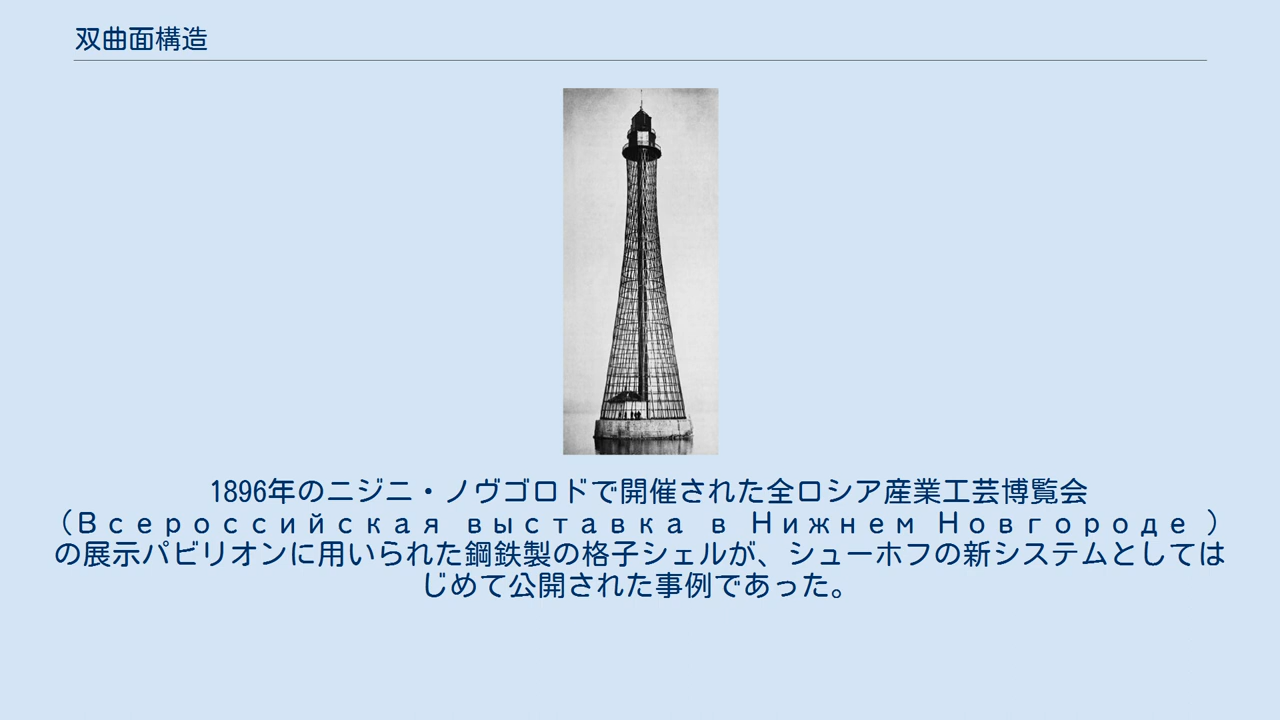 双曲面構造
1896年のニジニ・ノヴゴロドで開催された全ロシア産業工芸博覧会
（Всероссийская выставка в Нижнем Новгороде）
の展示パビリオンに用いられた鋼鉄製の格子シェルが、シューホフの新システムとしては
じめて公開された事例であった。